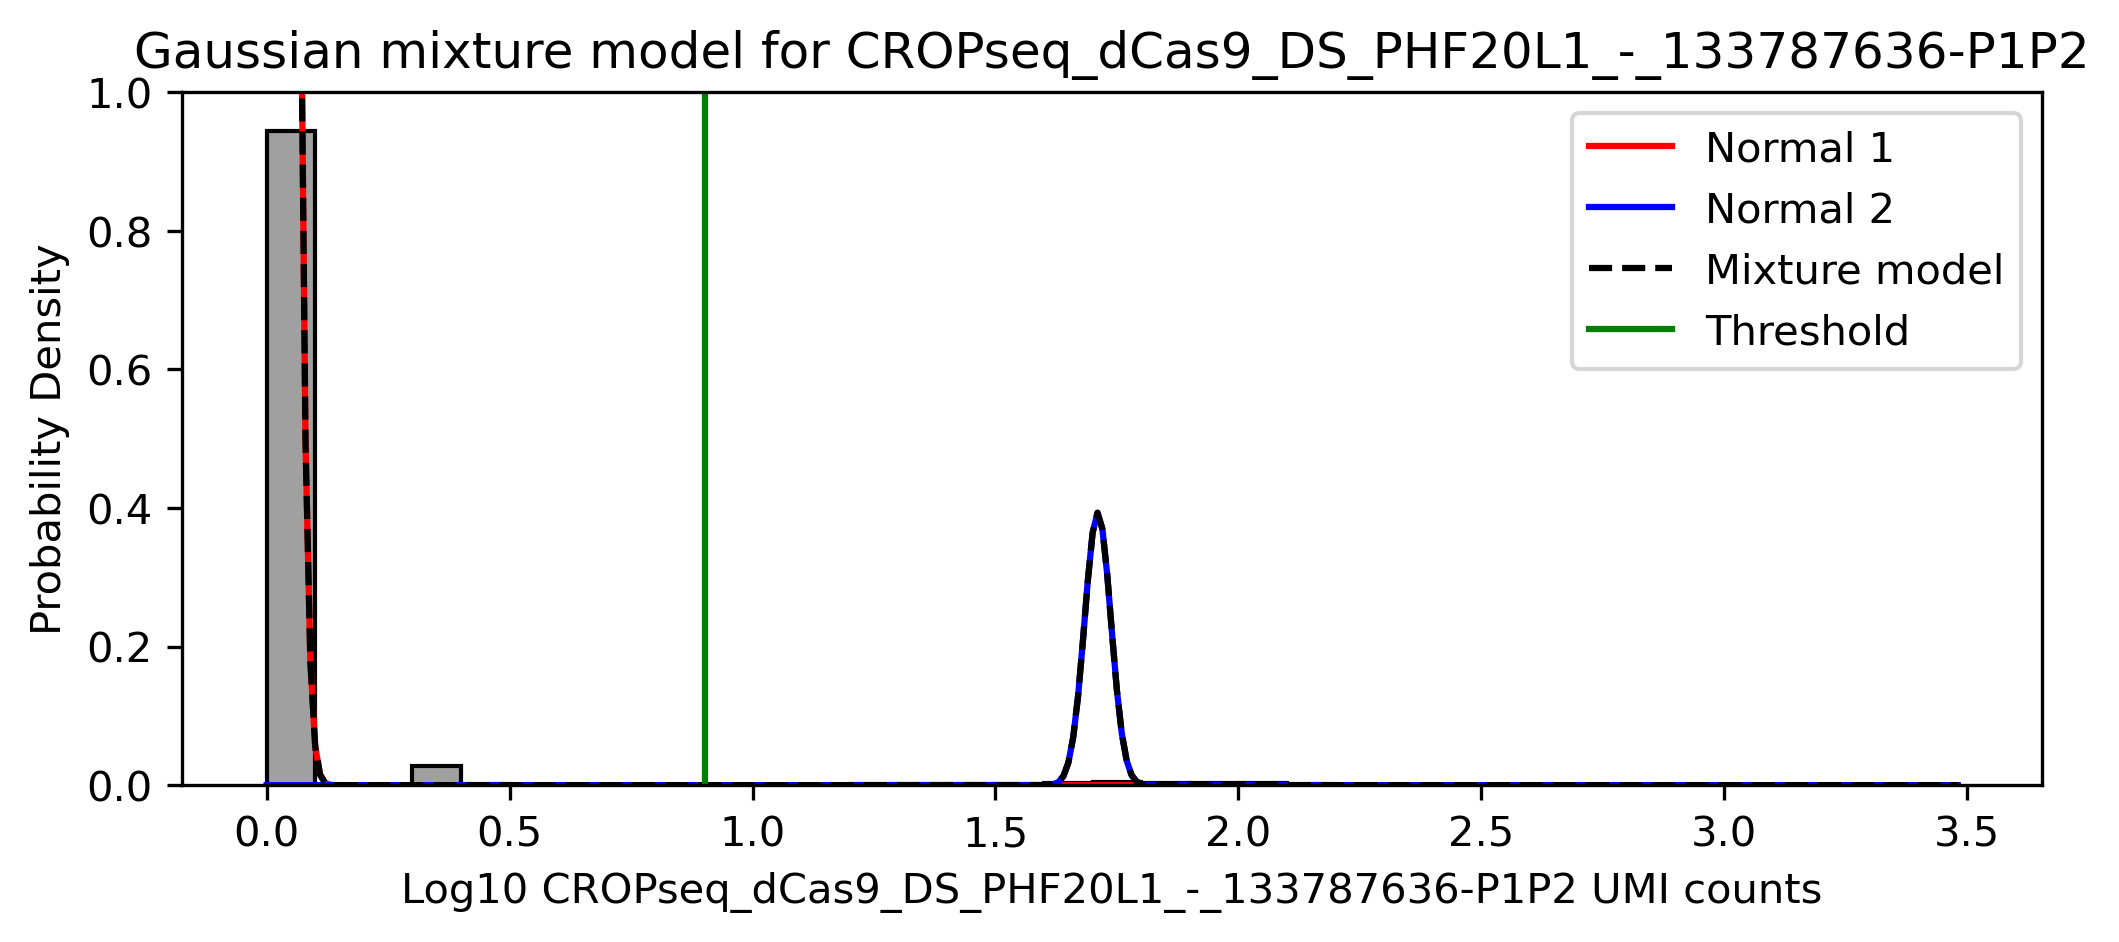 Gaussian mixture model for CROPseq_dCas9_DS_PHF20L1_-_133787636-P1P2
1.0
0.8
0.6
0.4
0.2
0.0
Probability Density
Normal 1
Normal 2
Mixture model
Threshold
0.0 0.5 1.0 1.5 2.0 2.5 3.0 3.5
Log10 CROPseq_dCas9_DS_PHF20L1_-_133787636-P1P2 UMI counts